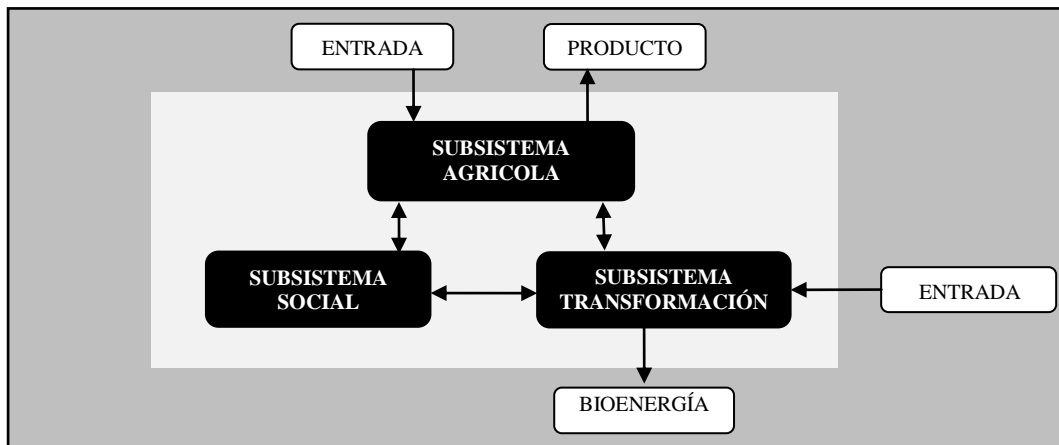 ENTRADA
PRODUCTO
SUBSISTEMA
AGRICOLA
SUBSISTEMA
SOCIAL
SUBSISTEMA
TRANSFORMACIÓN
ENTRADA
BIOENERGÍA